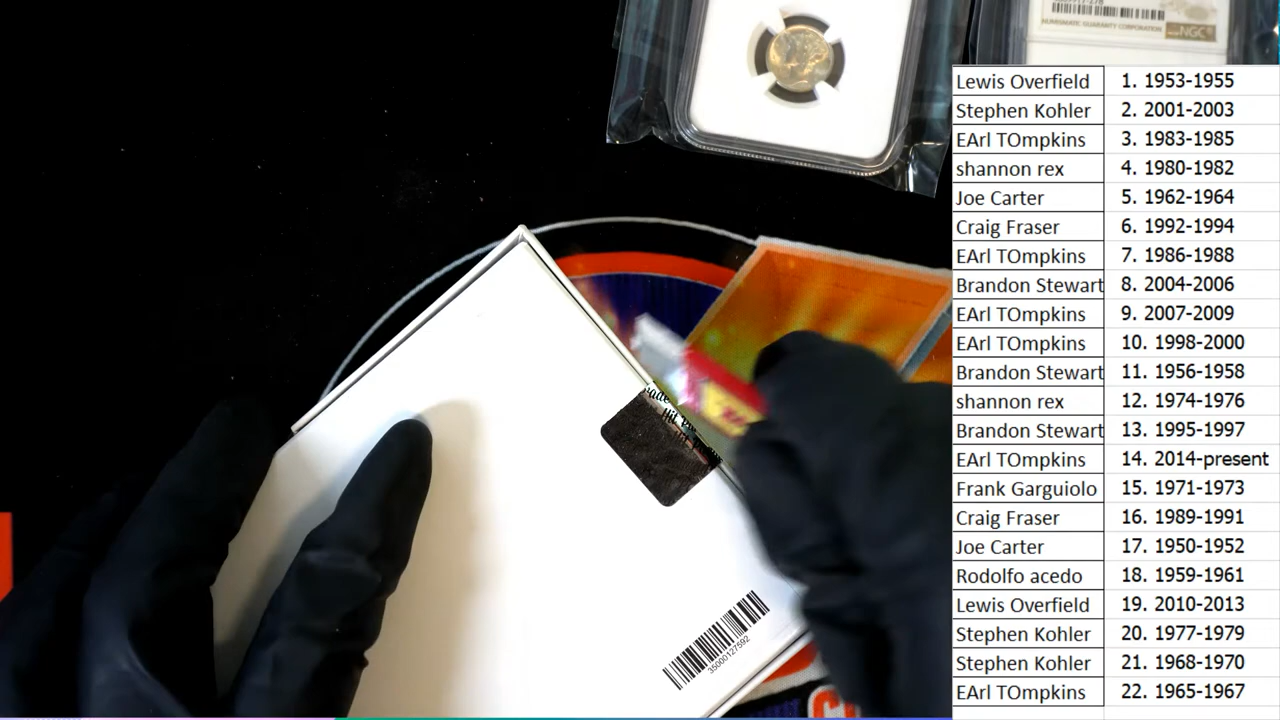 NUMISMATIC GUARANTY CORPORATION NGC
Lewis Overfield 1. 1953-1955
Stephen Kohler 2. 2001-2003
EArl TOmpkins 3. 1983-1985
shannon rex 4. 1980-1982
Joe Carter 5. 1962-1964
Craig Fraser 6. 1992-1994
EArl TOmpkins 7. 1986-1988
Brandon Stewart 8. 2004-2006
EArl TOmpkins 9. 2007-2009
EArl TOmpkins 10. 1998-2000
Brandon Stewart 11. 1956-1958
shannon rex 12. 1974-1976
Brandon Stewart 13. 1995-1997
EArl TOmpkins 14. 2014-present
Frank Garguiolo 15. 1971-1973
Craig Fraser 16. 1989-1991
Joe Carter 17. 1950-1952
Rodolfo acedo 18. 1959-1961
Lewis Overfield 19. 2010-2013
Stephen Kohler 20. 1977-1979
Stephen Kohler 21. 1968-1970
EArl TOmpkins 22. 1965-1967
35000127592